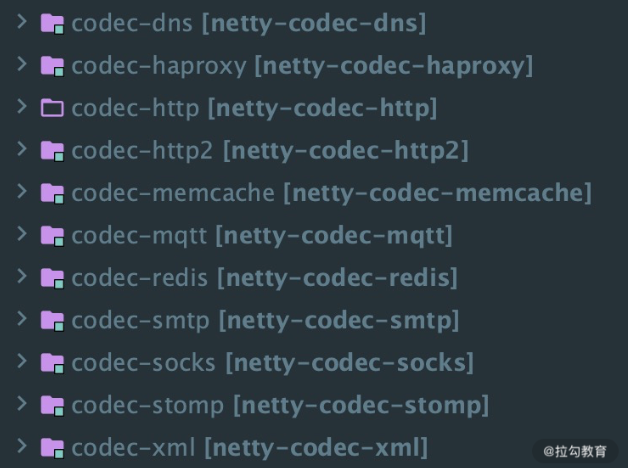 codec-dns [netty-codec-dns]
codec-haproxy [netty-codec-haproxy]
codec-http [netty-codec-http]
codec-http2 [netty-codec-http2]
codec-memcache [netty-codec-memcache]
codec-mqtt [netty-codec-mqtt]
codec-redis [netty-codec-redis]
codec-smtp [netty-codec-smtp]
codec-socks [netty-codec-socks]
codec-stomp [netty-codec-stomp]
codec-xml [netty-codec-xml]
@拉勾教育